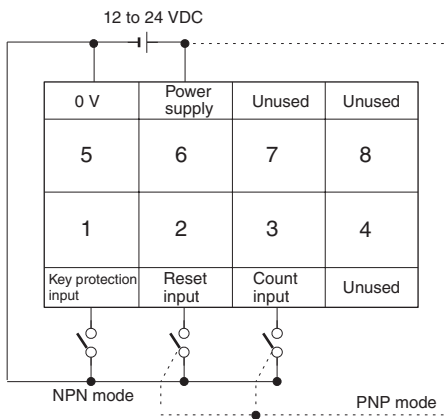 12 to 24 VDC
0 V
Power
supply
Unused
Unused
5
6
7
8
1
2
3
4
Key protection
input
Reset
input
Count
input
Unused
NPN mode
PNP mode